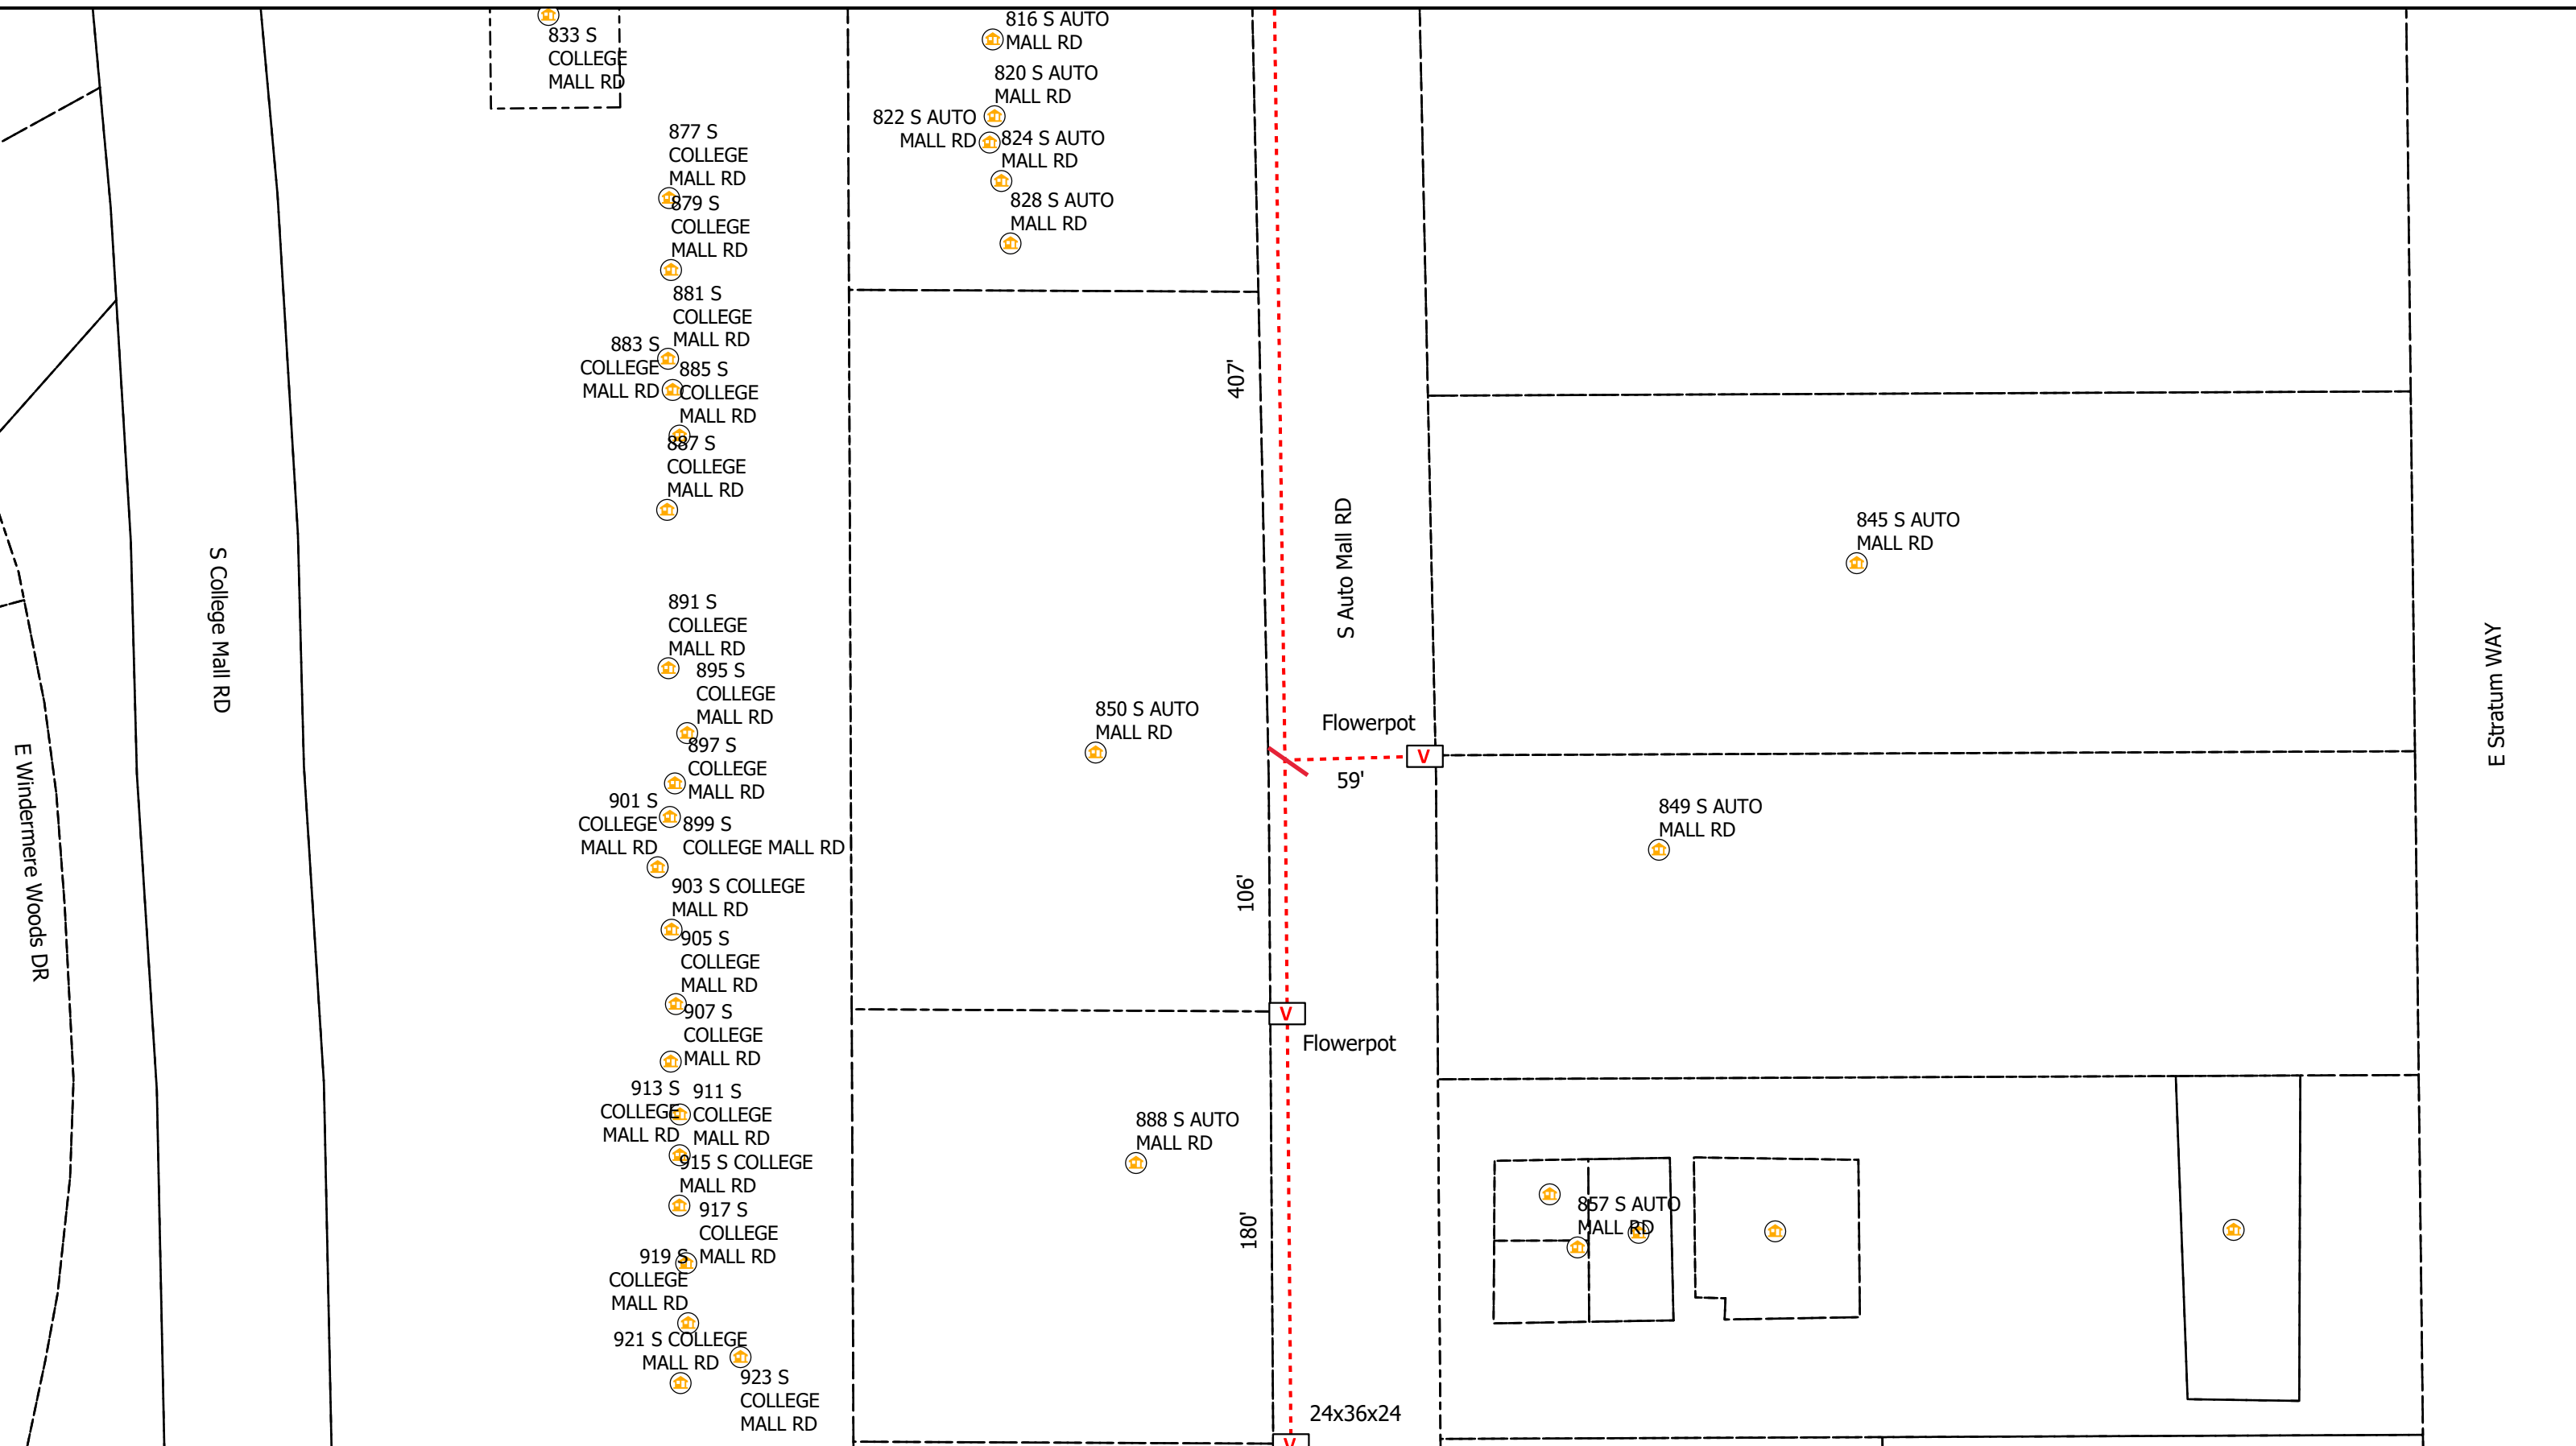 833 S
COLLEGE
MALL RD
877 S
COLLEGE
MALL RD
879 S
COLLEGE
MALL RD
881 S
COLLEGE
MALL RD
883 S
COLLEGE
MALL RD
885 S
COLLEGE
MALL RD
887 S
COLLEGE
MALL RD
891 S
COLLEGE
MALL RD
895 S
COLLEGE
MALL RD
897 S
COLLEGE
MALL RD
901 S
COLLEGE
MALL RD
899 S
COLLEGE MALL RD
903 S COLLEGE
MALL RD
905 S
COLLEGE
MALL RD
907 S
COLLEGE
MALL RD
913 S
COLLEGE
MALL RD
911 S
COLLEGE
MALL RD
915 S COLLEGE
MALL RD
917 S
COLLEGE
MALL RD
919 S
COLLEGE
MALL RD
921 S COLLEGE
MALL RD
923 S
COLLEGE
MALL RD
S College Mall RD
E Windermere Woods DR
816 S AUTO
MALL RD
820 S AUTO
MALL RD
822 S AUTO
MALL RD
824 S AUTO
MALL RD
828 S AUTO
MALL RD
850 S AUTO
MALL RD
888 S AUTO
MALL RD
407'
106'
180'
S Auto Mall RD
Flowerpot
V
59'
V
Flowerpot
24x36x24
V
845 S AUTO
MALL RD
849 S AUTO
MALL RD
857 S AUTO
MALL RD
E Stratum WAY